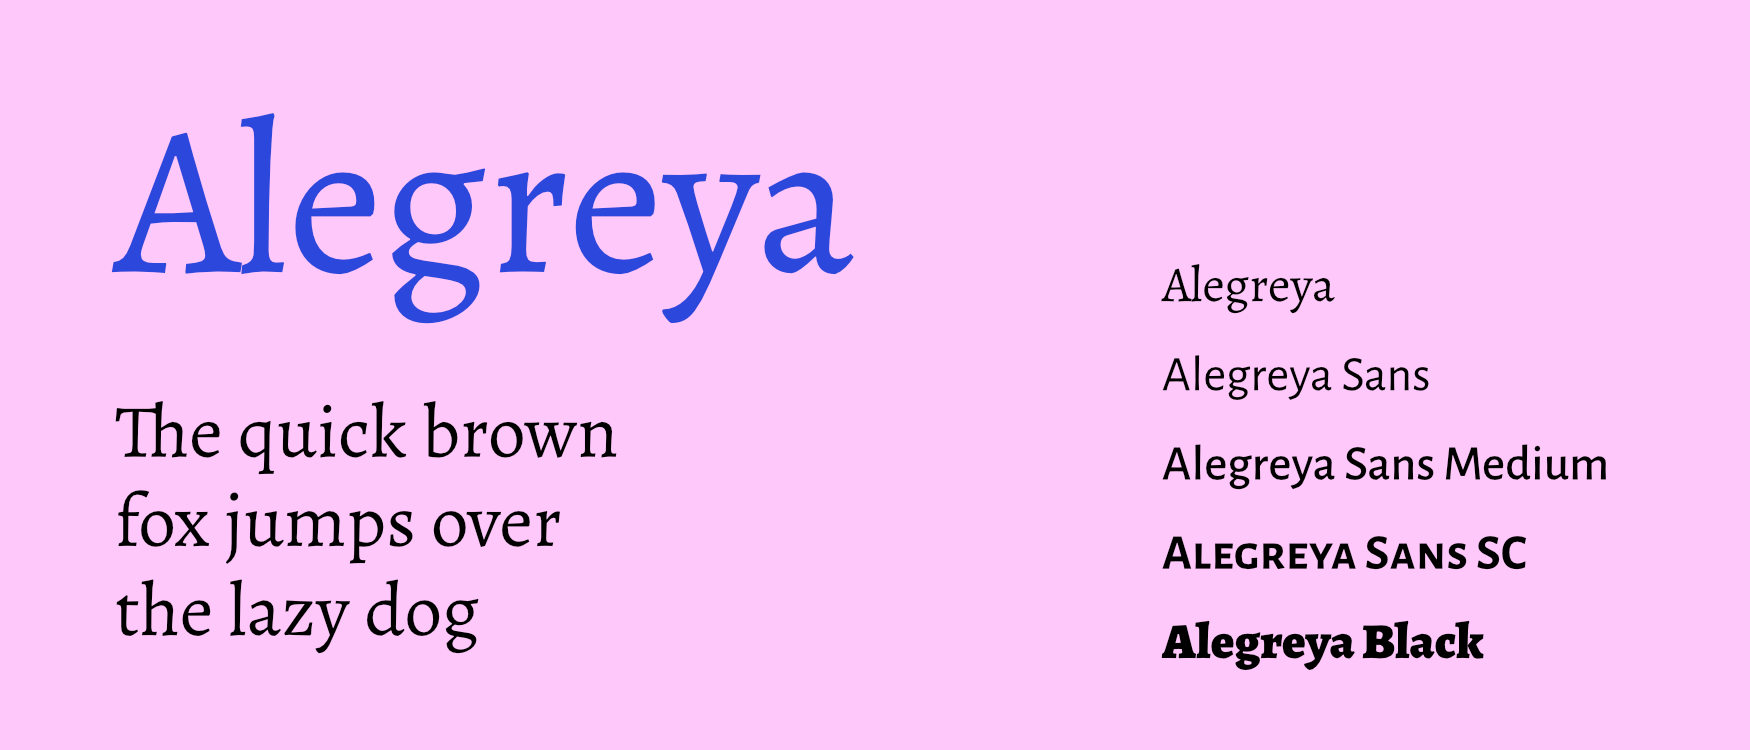 Alegreya
The quick brown
fox jumps over
the lazy dog
Alegreya
Alegreya Sans
Alegreya Sans Medium
Alegreya Sans SC
Alegreya Black